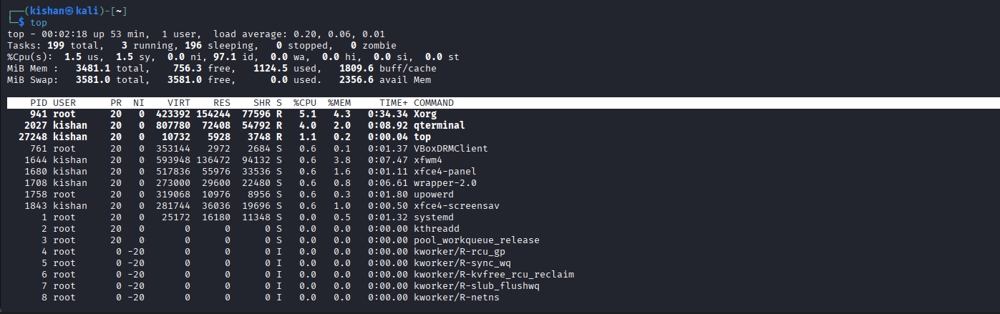 ┌──(kishan㉿kali)-[~]
└─$ top
top - 00:02:18 up 53 min,  1 user,  load average: 0.20, 0.06, 0.01
Tasks: 199 total,   3 running, 196 sleeping,   0 stopped,   0 zombie
%Cpu(s):  1.5 us,  1.5 sy,  0.0 ni, 97.1 id,  0.0 wa,  0.0 hi,  0.0 si,  0.0 st
MiB Mem :   3481.1 total,    756.3 free,   1124.5 used,   1809.6 buff/cache
MiB Swap:   3581.0 total,   3581.0 free,      0.0 used.   2356.6 avail Mem
    PID USER      PR  NI    VIRT    RES    SHR S  %CPU  %MEM     TIME+ COMMAND
    941 root      20   0  423392 154244  77596 R   5.1   4.3   0:34.34 Xorg
   2027 kishan    20   0  807780  72408  54792 R   4.0   2.0   0:08.92 qterminal
  27248 kishan    20   0   10732   5928   3748 R   1.1   0.2   0:00.04 top
    761 root      20   0  353144   2972   2684 S   0.6   0.1   0:01.37 VBoxDRMClient
   1644 kishan    20   0  593948 136472  94132 S   0.6   3.8   0:07.47 xfwm4
   1680 kishan    20   0  517836  55976  33536 S   0.6   1.6   0:01.11 xfce4-panel
   1708 kishan    20   0  273000  29600  22480 S   0.6   0.8   0:06.61 wrapper-2.0
   1758 root      20   0  319068  10976   8956 S   0.6   0.3   0:01.80 upowerd
   1843 kishan    20   0  281744  36036  19696 S   0.6   1.0   0:00.50 xfce4-screensav
      1 root      20   0   25172  16180  11348 S   0.0   0.5   0:01.32 systemd
      2 root      20   0       0      0      0 S   0.0   0.0   0:00.00 kthreadd
      3 root      20   0       0      0      0 S   0.0   0.0   0:00.00 pool_workqueue_release
      4 root       0 -20       0      0      0 I   0.0   0.0   0:00.00 kworker/R-rcu_gp
      5 root       0 -20       0      0      0 I   0.0   0.0   0:00.00 kworker/R-sync_wq
      6 root       0 -20       0      0      0 I   0.0   0.0   0:00.00 kworker/R-kvfree_rcu_reclaim
      7 root       0 -20       0      0      0 I   0.0   0.0   0:00.00 kworker/R-slub_flushwq
      8 root       0 -20       0      0      0 I   0.0   0.0   0:00.00 kworker/R-netns